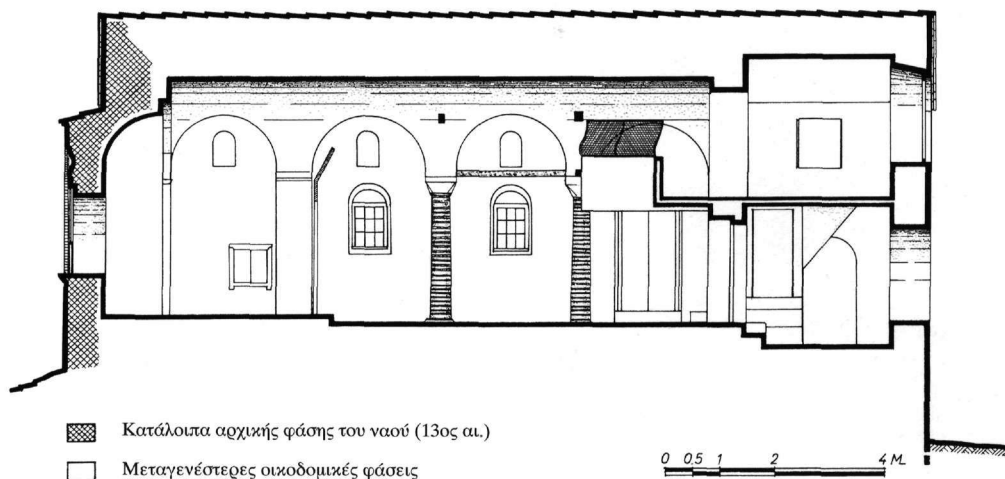 Κατάλοιπα αρχικής φάσης του ναού (13ος αι.)
Μεταγενέστερες οικοδομικές φάσεις
0 0,5 1 2 4 M.